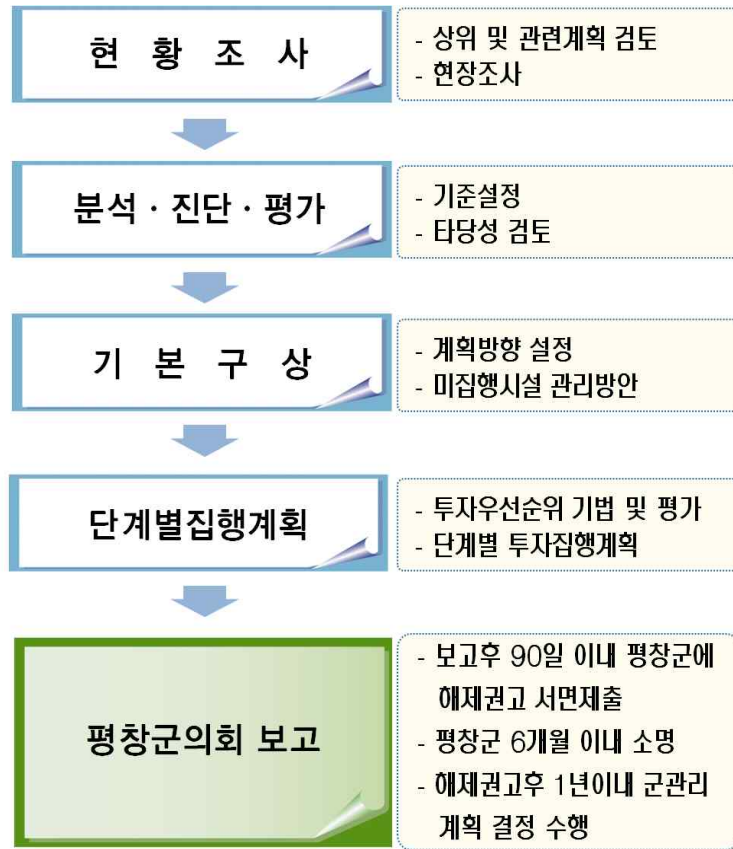 현 황 조 사
- 상위 및 관련계획 검토
- 현장조사
분석 · 진단 · 평가
- 기준설정
- 타당성 검토
기 본 구 상
- 계획방향 설정
- 미집행시설 관리방안
단계별집행계획
- 투자우선순위 기법 및 평가
- 단계별 투자집행계획
평창군의회 보고
- 보고후 90일 이내 평창군에
해제권고 서면제출
- 평창군 6개월 이내 소명
- 해제권고후 1년이내 군관리
계획 결정 수행